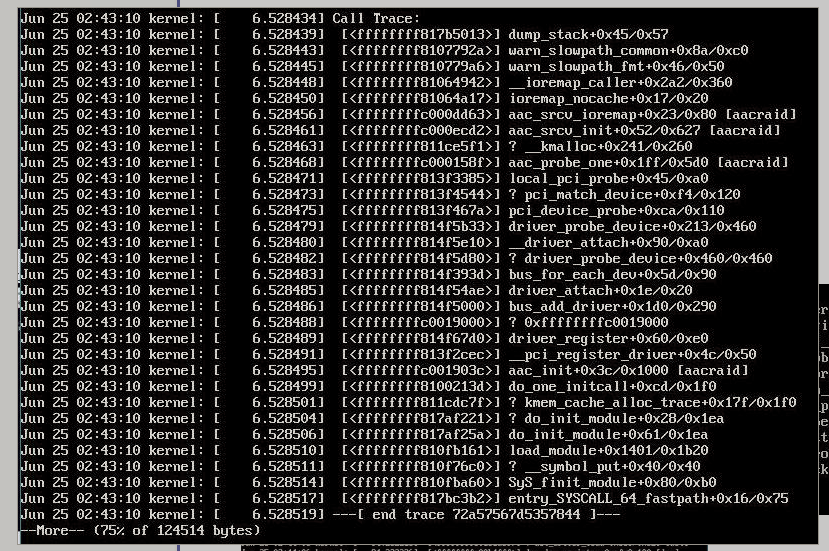 Jun 25 02:43:10 kernel: [    6.528434] Call Trace:
Jun 25 02:43:10 kernel: [    6.528439]  [<ffffffff817b5013>] dump_stack+0x45/0x57
Jun 25 02:43:10 kernel: [    6.528443]  [<ffffffff8107792a>] warn_slowpath_common+0x8a/0xc0
Jun 25 02:43:10 kernel: [    6.528445]  [<ffffffff810779a6>] warn_slowpath_fmt+0x46/0x50
Jun 25 02:43:10 kernel: [    6.528448]  [<ffffffff81064942>] __ioremap_caller+0x2a2/0x360
Jun 25 02:43:10 kernel: [    6.528450]  [<ffffffff81064a17>] ioremap_nocache+0x17/0x20
Jun 25 02:43:10 kernel: [    6.528456]  [<ffffffffc000dd63>] aac_srcv_ioremap+0x23/0x80 [aacraid]
Jun 25 02:43:10 kernel: [    6.528461]  [<ffffffffc000ecd2>] aac_srcv_init+0x52/0x627 [aacraid]
Jun 25 02:43:10 kernel: [    6.528463]  [<ffffffff811ce5f1>] ? __kmalloc+0x241/0x260
Jun 25 02:43:10 kernel: [    6.528468]  [<ffffffffc000158f>] aac_probe_one+0x1ff/0x5d0 [aacraid]
Jun 25 02:43:10 kernel: [    6.528471]  [<ffffffff813f3385>] local_pci_probe+0x45/0xa0
Jun 25 02:43:10 kernel: [    6.528473]  [<ffffffff813f4544>] ? pci_match_device+0xf4/0x120
Jun 25 02:43:10 kernel: [    6.528475]  [<ffffffff813f467a>] pci_device_probe+0xca/0x110
Jun 25 02:43:10 kernel: [    6.528479]  [<ffffffff814f5b33>] driver_probe_device+0x213/0x460
Jun 25 02:43:10 kernel: [    6.528480]  [<ffffffff814f5e10>] __driver_attach+0x90/0xa0
Jun 25 02:43:10 kernel: [    6.528482]  [<ffffffff814f5d80>] ? driver_probe_device+0x460/0x460
Jun 25 02:43:10 kernel: [    6.528483]  [<ffffffff814f393d>] bus_for_each_dev+0x5d/0x90
Jun 25 02:43:10 kernel: [    6.528485]  [<ffffffff814f54ae>] driver_attach+0x1e/0x20
Jun 25 02:43:10 kernel: [    6.528486]  [<ffffffff814f5000>] bus_add_driver+0x1d0/0x290
Jun 25 02:43:10 kernel: [    6.528488]  [<ffffffffc0019000>] ? 0xffffffffc0019000
Jun 25 02:43:10 kernel: [    6.528489]  [<ffffffff814f67d0>] driver_register+0x60/0xe0
Jun 25 02:43:10 kernel: [    6.528491]  [<ffffffff813f2cec>] __pci_register_driver+0x4c/0x50
Jun 25 02:43:10 kernel: [    6.528495]  [<ffffffffc001903c>] aac_init+0x3c/0x1000 [aacraid]
Jun 25 02:43:10 kernel: [    6.528499]  [<ffffffff8100213d>] do_one_initcall+0xcd/0x1f0
Jun 25 02:43:10 kernel: [    6.528501]  [<ffffffff811cdc7f>] ? kmem_cache_alloc_trace+0x17f/0x1f0
Jun 25 02:43:10 kernel: [    6.528504]  [<ffffffff817af221>] ? do_init_module+0x28/0x1ea
Jun 25 02:43:10 kernel: [    6.528506]  [<ffffffff817af25a>] do_init_module+0x61/0x1ea
Jun 25 02:43:10 kernel: [    6.528510]  [<ffffffff810fb161>] load_module+0x1401/0x1b20
Jun 25 02:43:10 kernel: [    6.528511]  [<ffffffff810f76c0>] ? __symbol_put+0x40/0x40
Jun 25 02:43:10 kernel: [    6.528514]  [<ffffffff810fba60>] SyS_finit_module+0x80/0xb0
Jun 25 02:43:10 kernel: [    6.528517]  [<ffffffff817bc3b2>] entry_SYSCALL_64_fastpath+0x16/0x75
Jun 25 02:43:10 kernel: [    6.528519] ---[ end trace 72a57567d5357844 ]---
--More-- (75% of 124514 bytes)